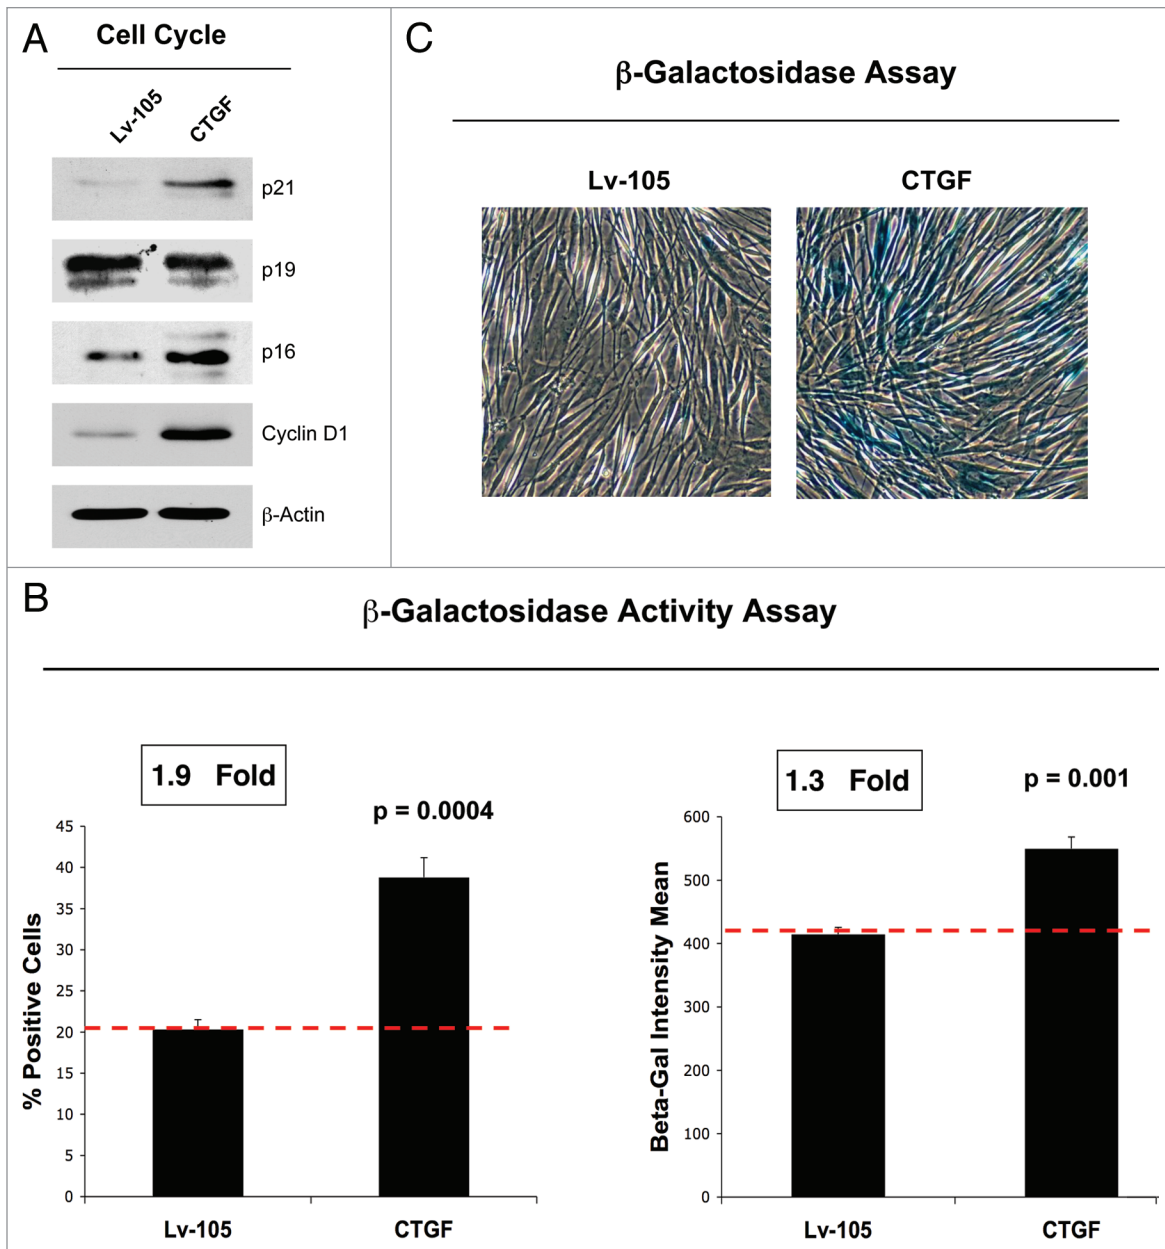 A
Cell Cycle
Lv-105
CTGF
p21
p19
p16
Cyclin D1
β-Actin
C
β-Galactosidase Assay
Lv-105
CTGF
B
β-Galactosidase Activity Assay
1.9 Fold
p = 0.0004
45
40
35
30
25
20
15
10
5
0
% Positive Cells
Lv-105
CTGF
1.3 Fold
p = 0.001
600
500
400
300
200
100
0
Beta-Gal Intensity Mean
Lv-105
CTGF